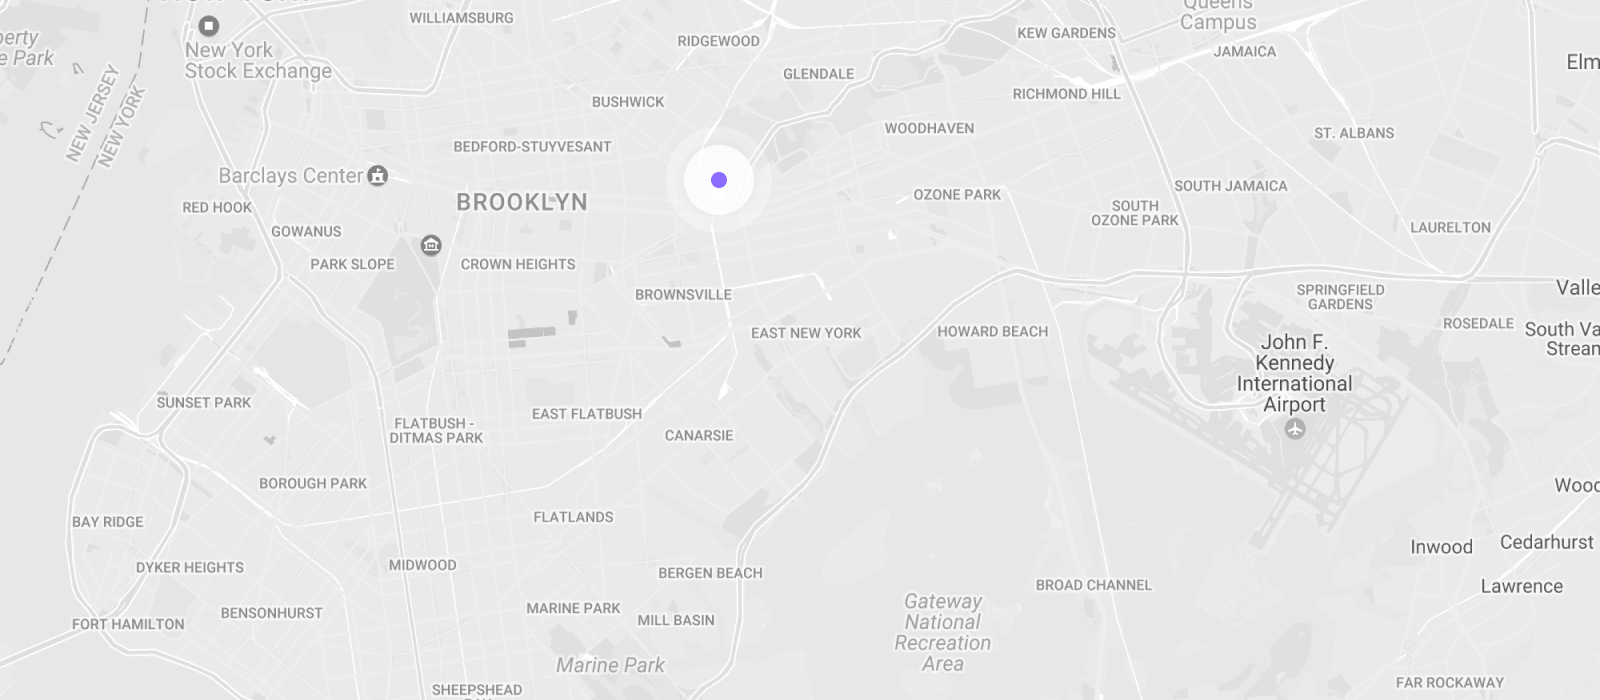 WILLIAMSBURG
Queens
Campus
KEW GARDENS
RIDGEWOOD
New York
Stock Exchange
JAMAICA
e Park
Elm
GLENDALE
RICHMOND HILL
BUSHWICK
NEW JERSEY
NEW YORK
WOODHAVEN
ST. ALBANS
BEDFORD-STUYVESANT
Barclays Center
SOUTH JAMAICA
OZONE PARK
BROOKLYN
RED HOOK
SOUTH
OZONE PARK
LAURELTON
GOWANUS
PARK SLOPE
CROWN HEIGHTS
BROWNSVILLE
SPRINGFIELD
GARDENS
Valle
EAST NEW YORK
HOWARD BEACH
ROSEDALE
South Va
Strean
John F.
Kennedy
International
Airport
SUNSET PARK
EAST FLATBUSH
FLATBUSH -
DITMAS PARK
CANARSIE
BOROUGH PARK
Wood
BAY RIDGE
FLATLANDS
Inwood
Cedarhurst
DYKER HEIGHTS
MIDWOOD
BERGEN BEACH
BROAD CHANNEL
Lawrence
Gateway
National
Recreation
Area
BENSONHURST
MARINE PARK
MILL BASIN
FORT HAMILTON
Marine Park
FAR ROCKAWAY
SHEEPSHEAD